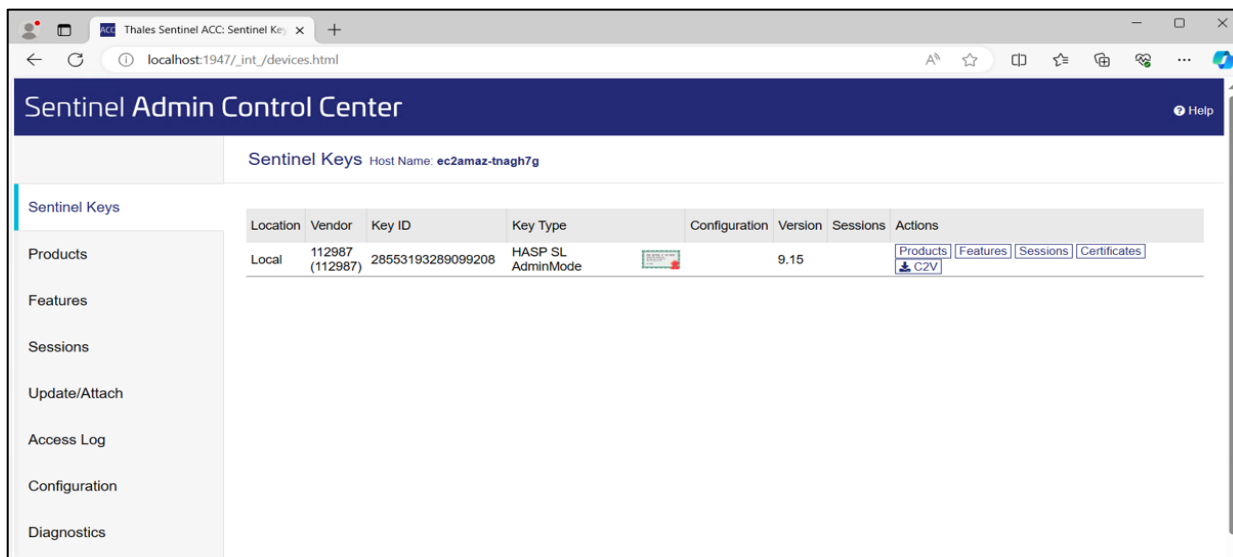 ACC Thales Sentinel ACC: Sentinel Key
localhost:1947/_int_/devices.html
Sentinel Admin Control Center
Help
Sentinel Keys Host Name: ec2amaz-tnagh7g
Sentinel Keys
Products
Features
Sessions
Update/Attach
Access Log
Configuration
Diagnostics
Location Vendor Key ID Key Type Configuration Version Sessions Actions
Local 112987 (112987) 28553193289099208 HASP SL AdminMode 9.15 Products Features Sessions Certificates
C2V